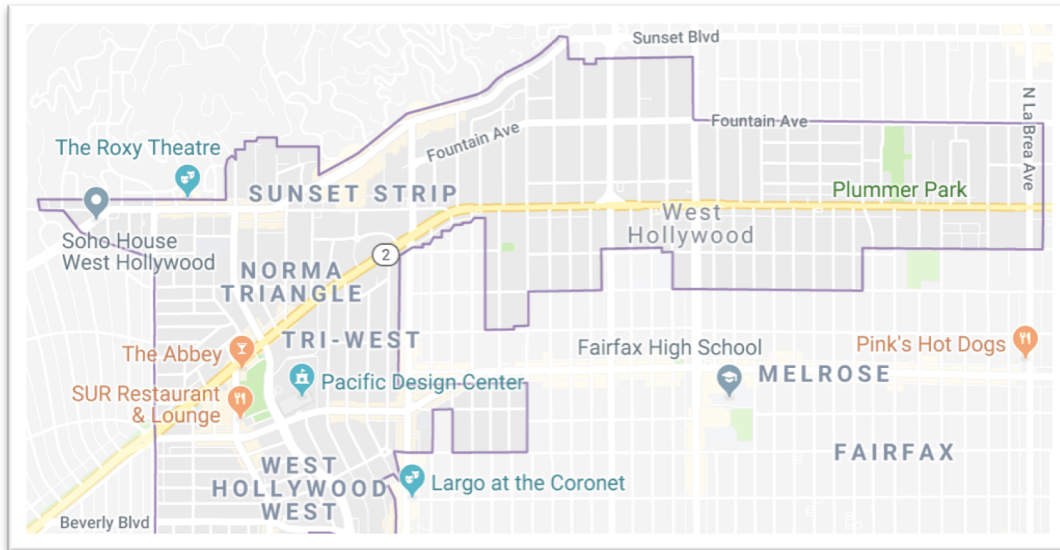 Sunset Blvd
N La Brea Ave
Fountain Ave
Fountain Ave
The Roxy Theatre
SUNSET STRIP
Plummer Park
West
Hollywood
Soho House
West Hollywood
2
NORMA
TRIANGLE
TRI-WEST
The Abbey
Fairfax High School
Pink's Hot Dogs
Pacific Design Center
MELROSE
SUR Restaurant
& Lounge
FAIRFAX
WEST
HOLLYWOOD
WEST
Largo at the Coronet
Beverly Blvd